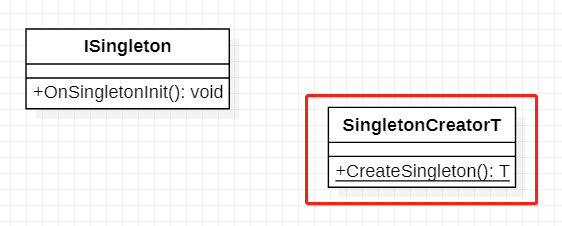 ISingleton
+OnSingletonInit(): void
SingletonCreatorT
+CreateSingleton(): T